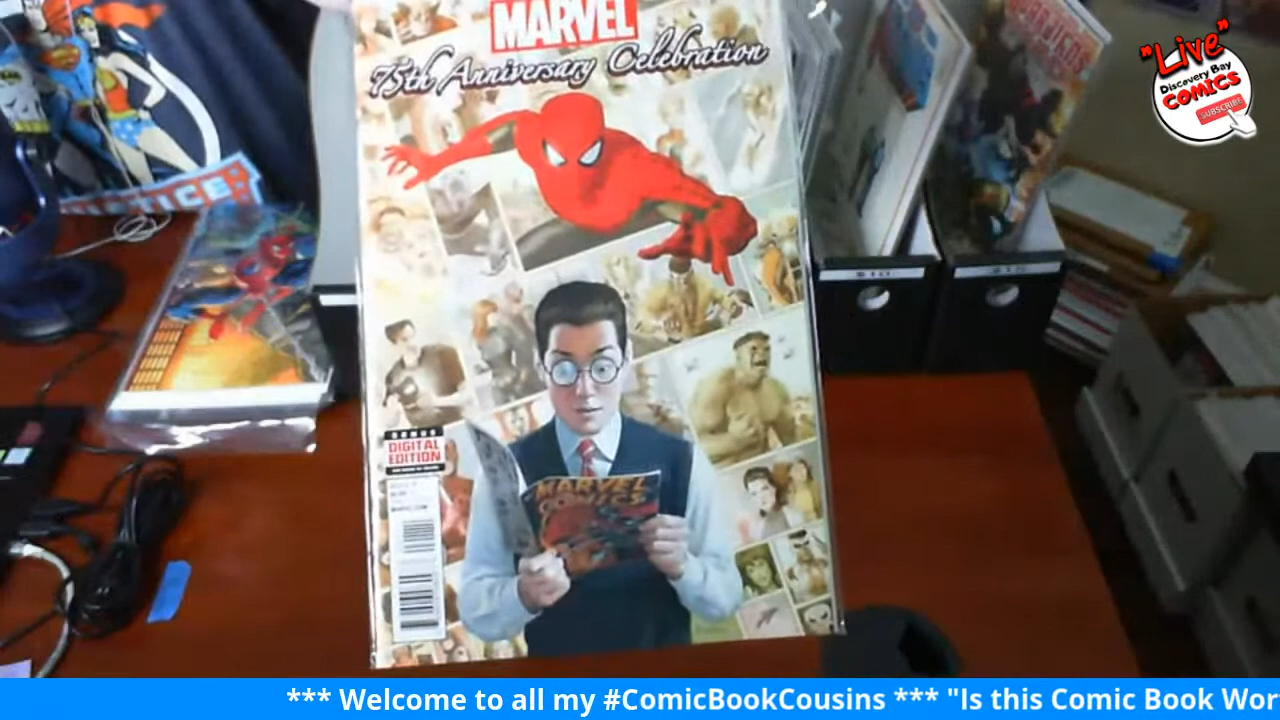 MARVEL
75th Anniversary Celebration
"Live"
Discovery Bay
COMICS
SUBSCRIBE
BONUS
DIGITAL
EDITION
MARVEL
COMICS
*** Welcome to all my #ComicBookCousins *** "Is this Comic Book Wor